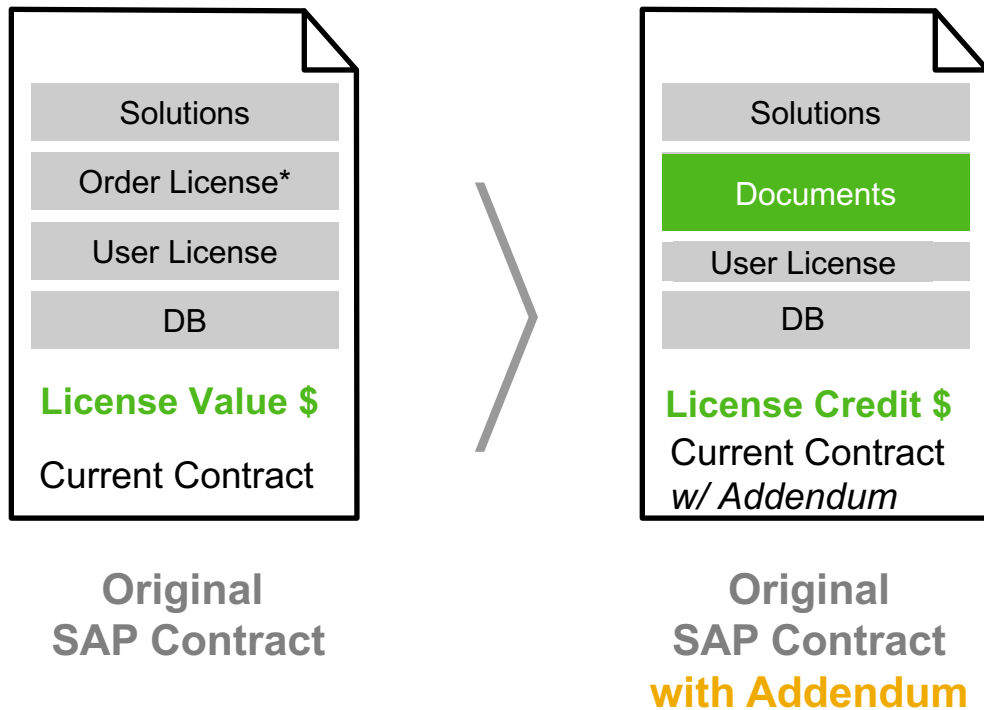 Solutions
Order License*
User License
DB
License Value $
Current Contract
Original
SAP Contract
Solutions
Documents
User License
DB
License Credit $
Current Contract
w/ Addendum
Original
SAP Contract
with Addendum